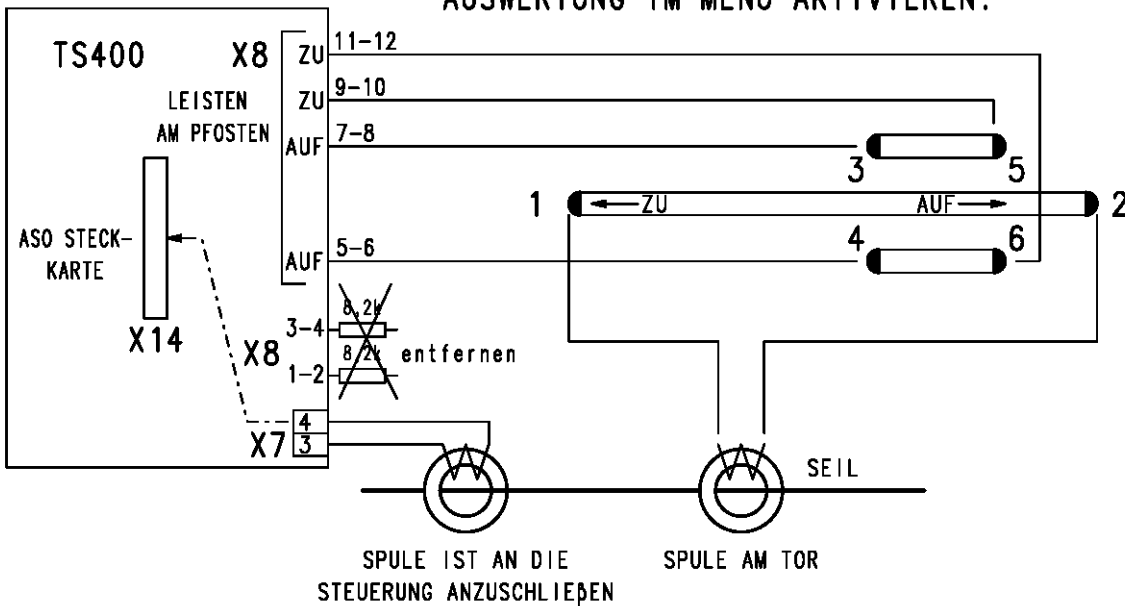 AUSWERTUNG IM MENÜ AKTIVIEREN.
TS400
X8
ZU
11-12
LEISTEN
AM PFOSTEN
ZU
9-10
AUF
7-8
3
5
1
ZU
AUF
2
ASO STECK-
KARTE
4
6
AUF
5-6
X14
X8
3-4
8,2k
1-2
8,2k
entfernen
4
X7
3
SEIL
SPULE IST AN DIE
STEUERUNG ANZUSCHLIEßEN
SPULE AM TOR